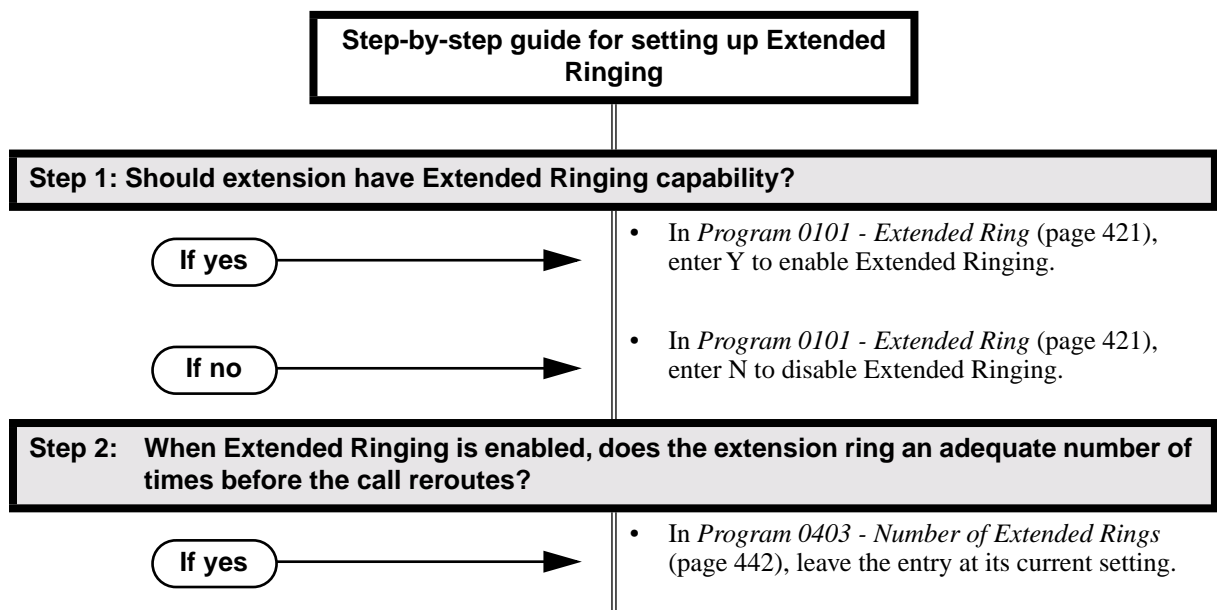 Step-by-step guide for setting up Extended
Ringing
Step 1: Should extension have Extended Ringing capability?
If yes
• In Program 0101 - Extended Ring (page 421),
enter Y to enable Extended Ringing.
If no
• In Program 0101 - Extended Ring (page 421),
enter N to disable Extended Ringing.
Step 2: When Extended Ringing is enabled, does the extension ring an adequate number of
times before the call reroutes?
If yes
• In Program 0403 - Number of Extended Rings
(page 442), leave the entry at its current setting.